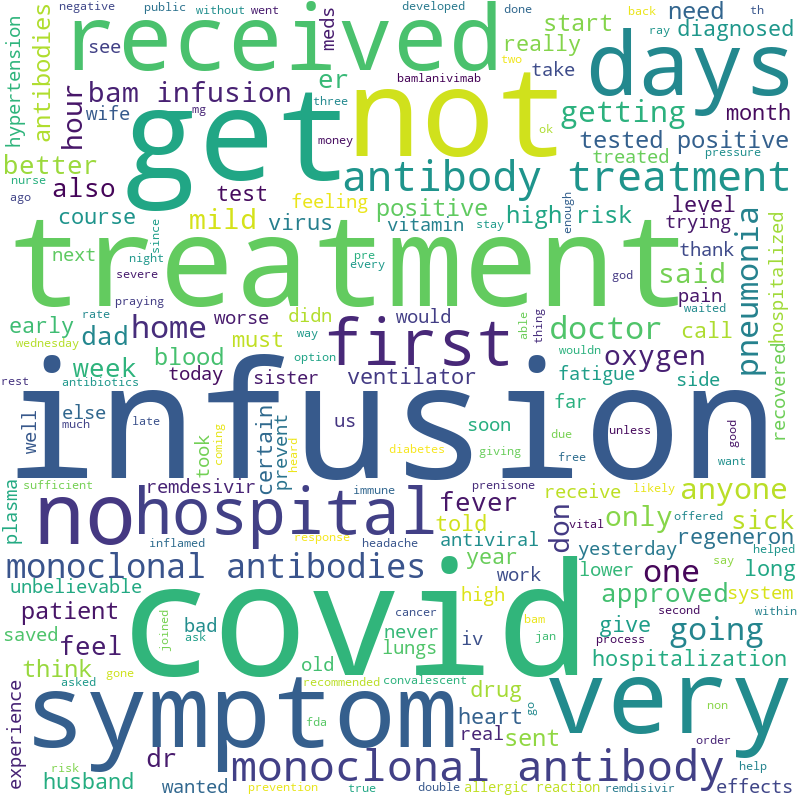 negative
public
without
went
developed
done
back
th
received
meds
see
need
start
ray
diagnosed
really
days
hypertension
antibodies
hour
bam infusion
er
bamlanivimab
two
take
not
get
wife
mg
three
money
ok
getting
month
tested positive
pressure
better
antibody treatment
treated
nurse
ago
also
test
feeling
positive
high risk
enough
level
trying
course
mild
virus
vitamin
stay
pneumonia
recovered
hospitalized
next
since
night
pre
every
thank
treatment
severe
god
said
praying
pain
waited
early
rate
dad
home
worse
didn
way
would
first
able
thing
doctor
call
wednesday
must
option
wouldn
oxygen
week
blood
rest
antibiotics
today
sister
ventilator
fatigue
side
infusion
well
else
much
late
us
soon
far
due
free
unless
good
want
took
coming
certain
prevent
heard
diabetes
giving
plasma
sufficient
remdesivir
immune
prenisone
receive
likely
anyone
no
hospital
fever
told
don
vital
only
offered
sick
response
headache
inflamed
antiviral
regeneron
helped
monoclonal antibodies
year
yesterday
say
unbelievable
work
lower
one
long
covid
high
approved
system
patient
cancer
bam
second
within
saved
feel
joined
bad
ask
never
lungs
iv
jan
process
give
going
think
gone
old
convalescent
hospitalization
experience
asked
recommended
drug
symptom
very
non
risk
fda
heart
go
dr
real
sent
order
monoclonal antibody
help
husband
wanted
prevention
true
double
allergic reaction
remdisivir
effects